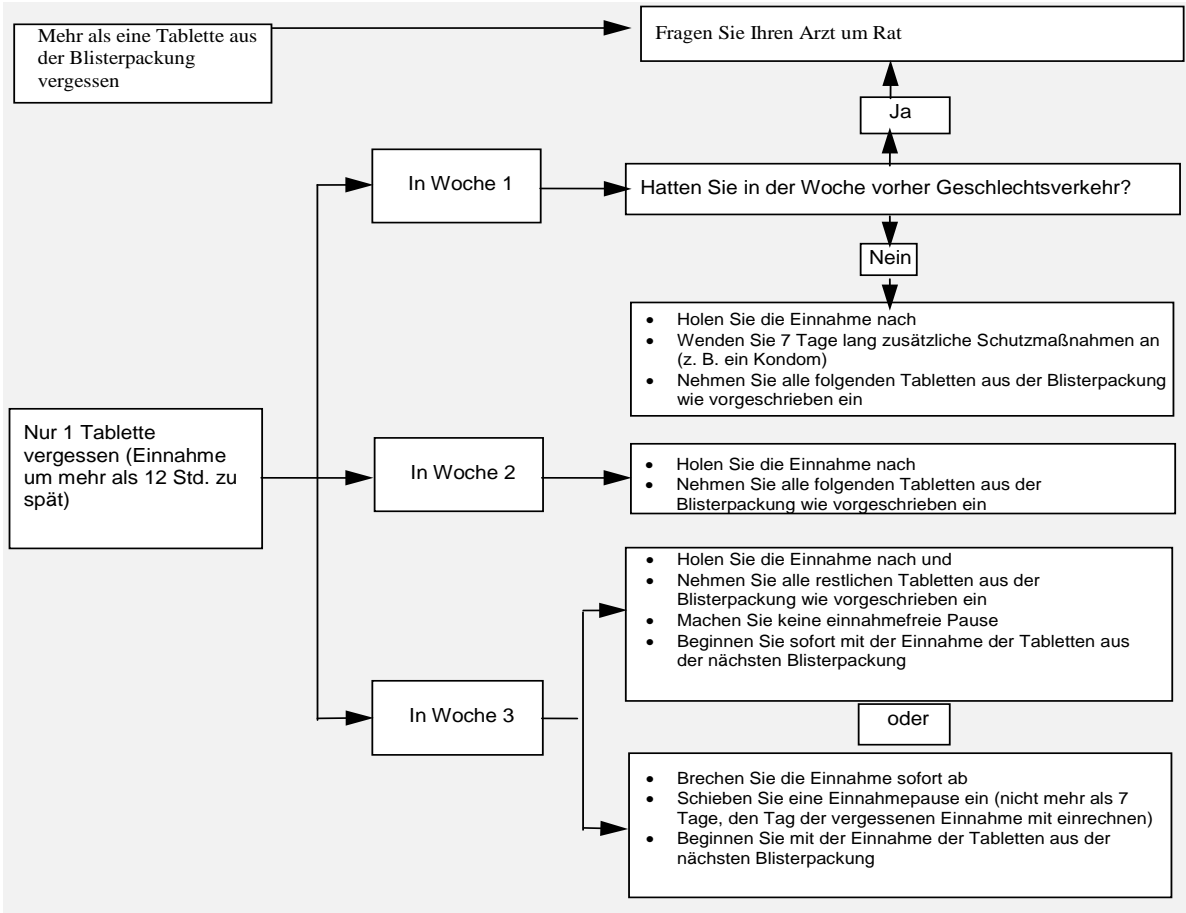 Mehr als eine Tablette aus
der Blisterpackung
vergessen
Fragen Sie Ihren Arzt um Rat
Ja
In Woche 1
Hatten Sie in der Woche vorher Geschlechtsverkehr?
Nein
• Holen Sie die Einnahme nach
• Wenden Sie 7 Tage lang zusätzliche Schutzmaßnahmen an
(z. B. ein Kondom)
• Nehmen Sie alle folgenden Tabletten aus der Blisterpackung
wie vorgeschrieben ein
Nur 1 Tablette
vergessen (Einnahme
um mehr als 12 Std. zu
spät)
In Woche 2
• Holen Sie die Einnahme nach
• Nehmen Sie alle folgenden Tabletten aus der
Blisterpackung wie vorgeschrieben ein
• Holen Sie die Einnahme nach und
• Nehmen Sie alle restlichen Tabletten aus der
Blisterpackung wie vorgeschrieben ein
• Machen Sie keine einnahmefreie Pause
• Beginnen Sie sofort mit der Einnahme der Tabletten aus
der nächsten Blisterpackung
In Woche 3
oder
• Brechen Sie die Einnahme sofort ab
• Schieben Sie eine Einnahmepause ein (nicht mehr als 7
Tage, den Tag der vergessenen Einnahme mit einrechnen)
• Beginnen Sie mit der Einnahme der Tabletten aus der
nächsten Blisterpackung